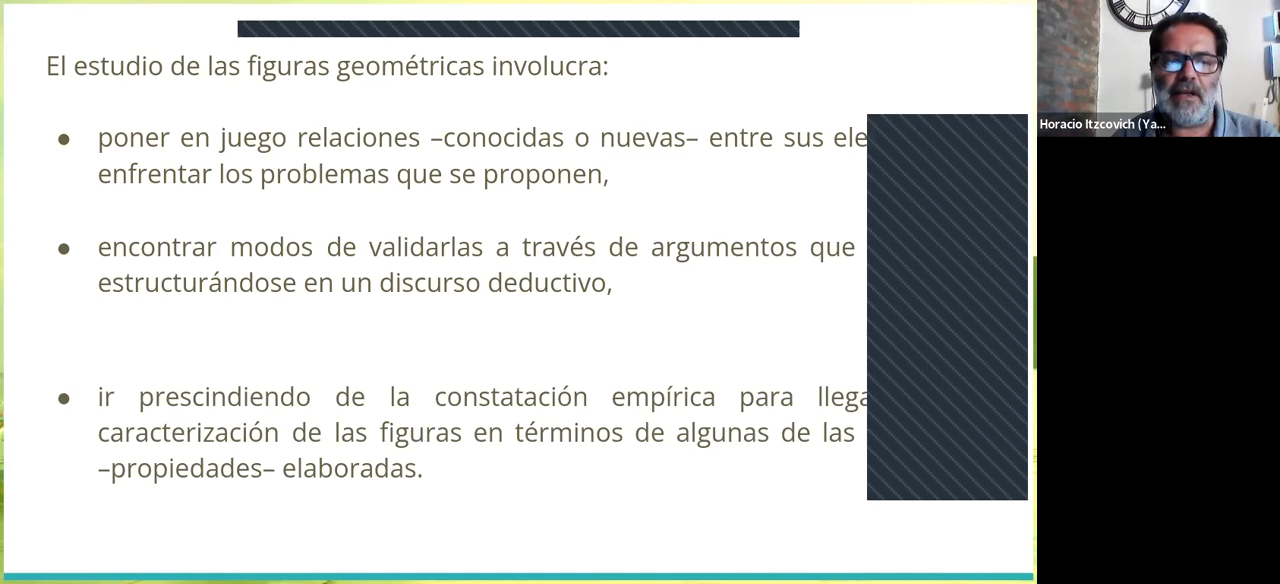 El estudio de las figuras geométricas involucra:
● poner en juego relaciones –conocidas o nuevas– entre sus
enfrentar los problemas que se proponen,
● encontrar modos de validarlas a través de argumentos que
estructurándose en un discurso deductivo,
● ir prescindiendo de la constatación empírica para
caracterización de las figuras en términos de algunas de las
–propiedades– elaboradas.
Horacio Itzcovich (Ya...